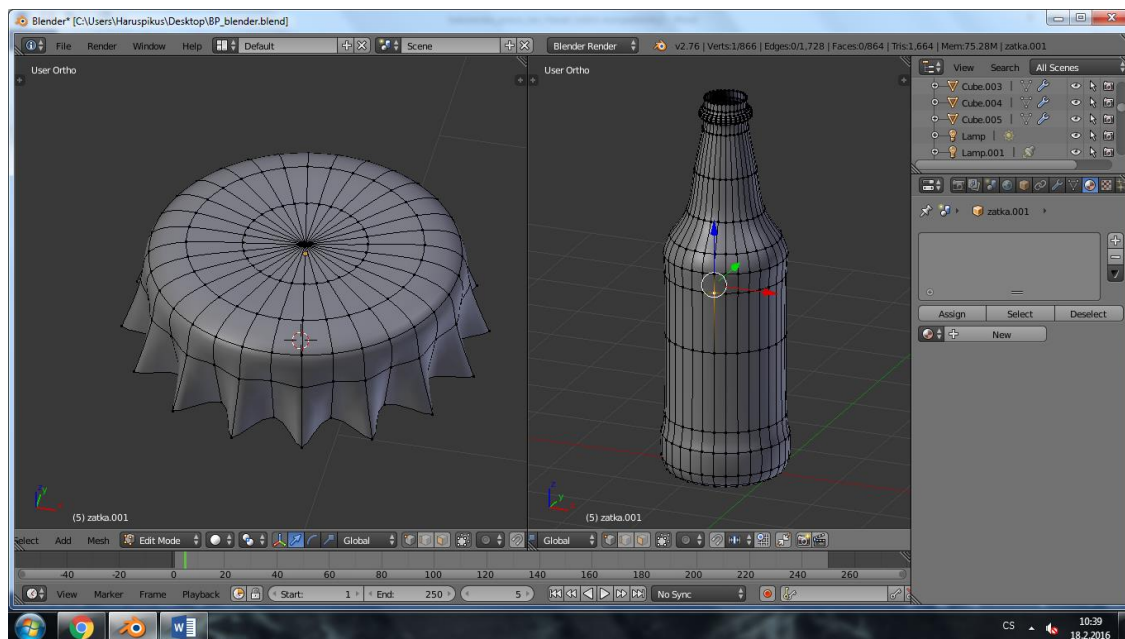 Blender* [C:\Users\Haruspikus\Desktop\BP_blender.blend]
File Render Window Help Default Scene Blender Render v2.76 | Verts:1/866 | Edges:0/1,728 | Faces:0/864 | Tris:1,664 | Mem:75.28M | zatka.001
User Ortho
User Ortho
View Search All Scenes
Cube.003
Cube.004
Cube.005
Lamp
Lamp.001
zatka.001
Assign Select Deselect
New
(5) zatka.001
(5) zatka.001
elect Add Mesh Edit Mode Global Global
-40 -20 0 20 40 60 80 100 120 140 160 180 200 220 240 260
View Marker Frame Playback Start: 1 End: 250 5 No Sync
CS 10:39
18.2.2016